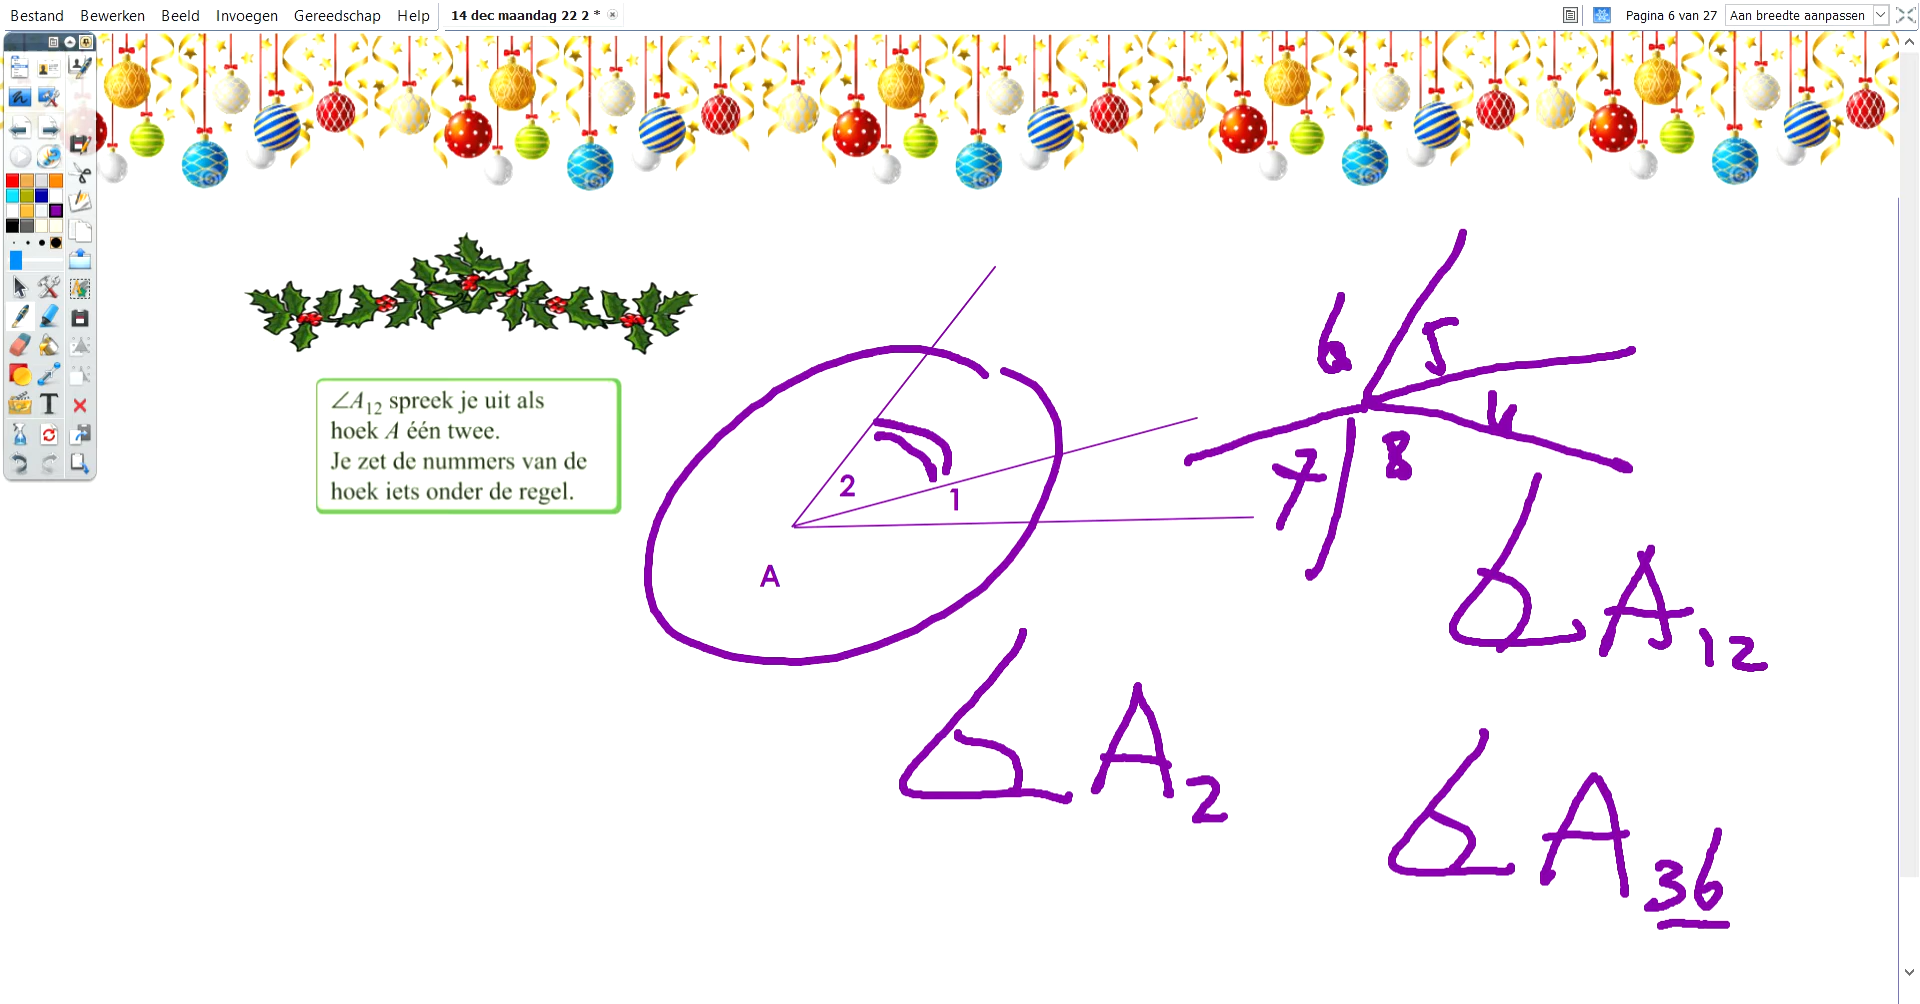 Bestand Bewerken Beeld Invoegen Gereedschap Help 14 dec maandag 22 2 * Pagina 6 van 27 Aan breedte aanpassen
∠A₁₂ spreek je uit als
hoek A één twee.
Je zet de nummers van de
hoek iets onder de regel.
2
1
A
6 5
4
7 8
∠A₁₂
∠A₂
∠A₃₆